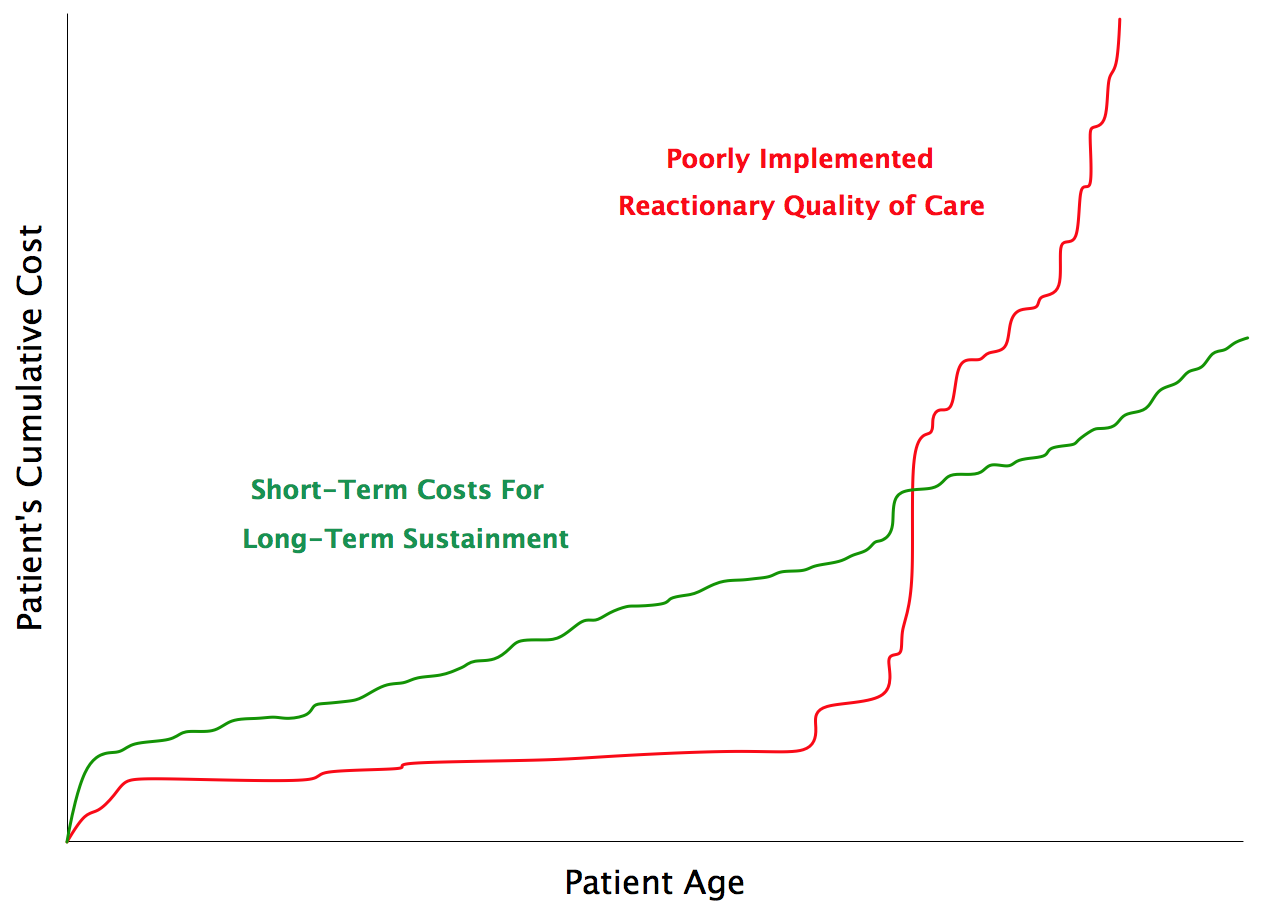 Poorly Implemented
Reactionary Quality of Care
Short-Term Costs For
Long-Term Sustainment
Patient's Cumulative Cost
Patient Age